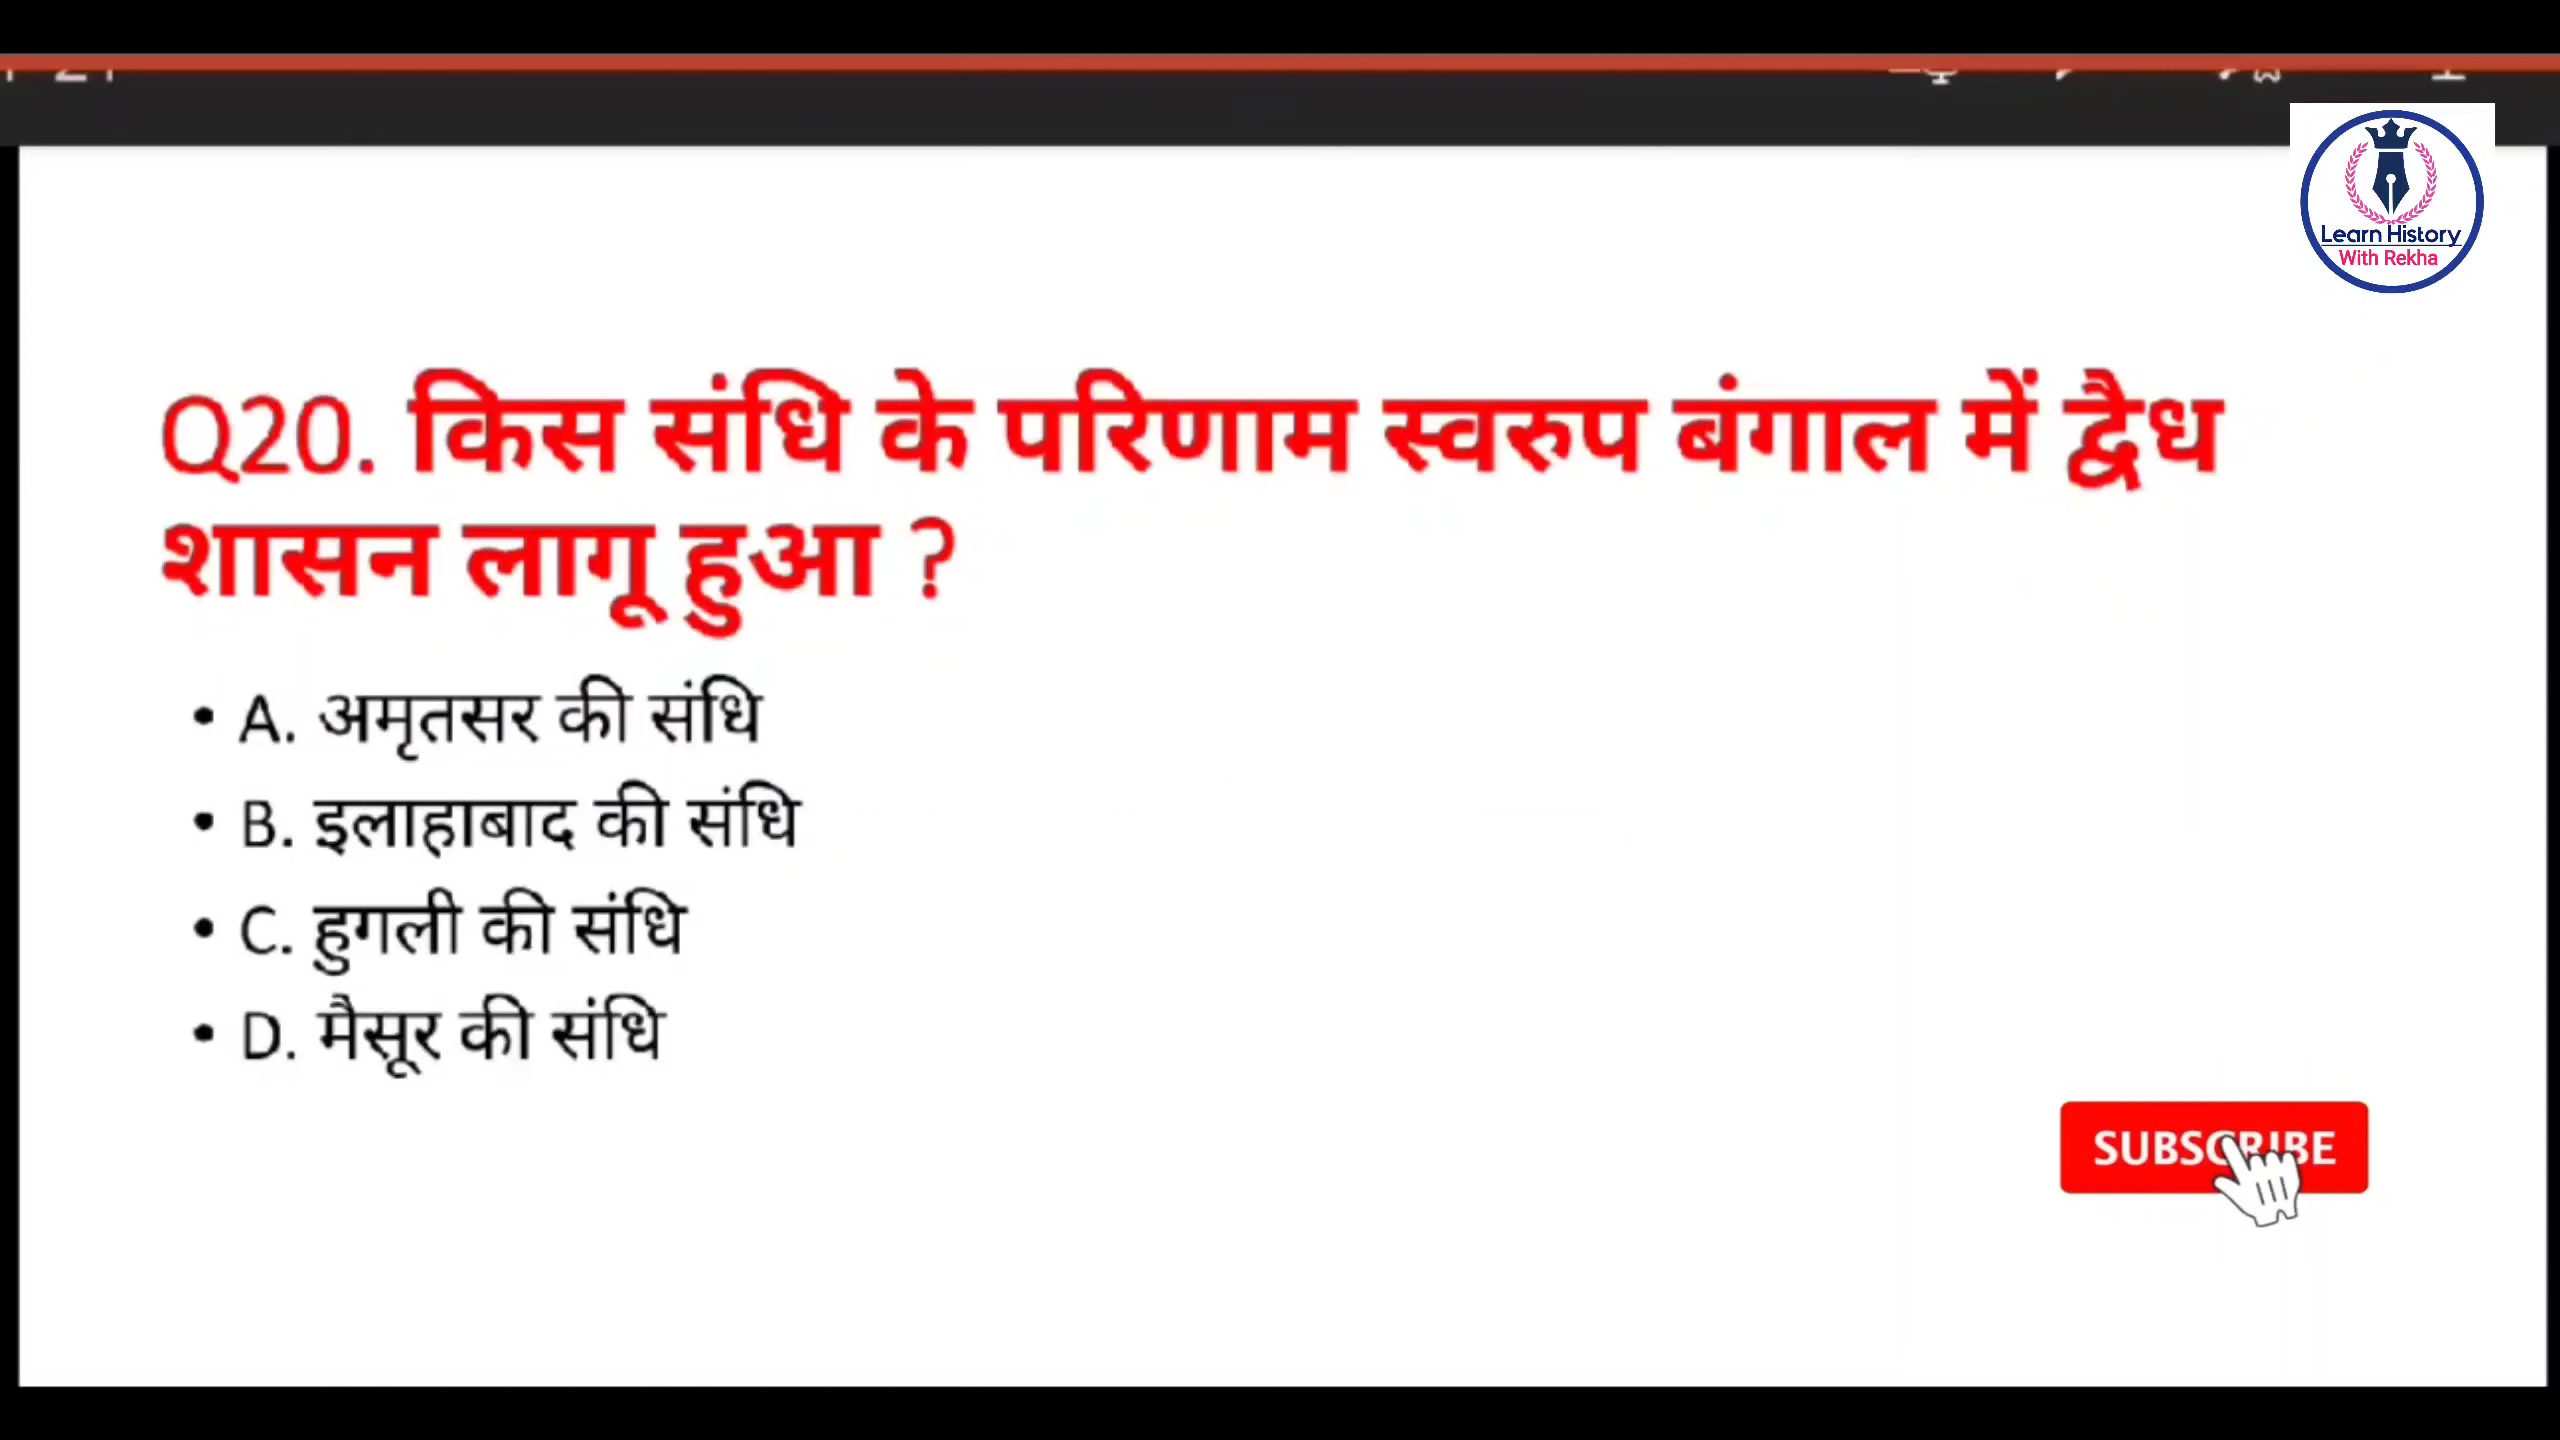 Learn History
With Rekha
Q20. किस संधि के परिणाम स्वरुप बंगाल में द्वैध
शासन लागू हुआ ?
• A. अमृतसर की संधि
• B. इलाहाबाद की संधि
• C. हुगली की संधि
• D. मैसूर की संधि
SUBSCRIBE